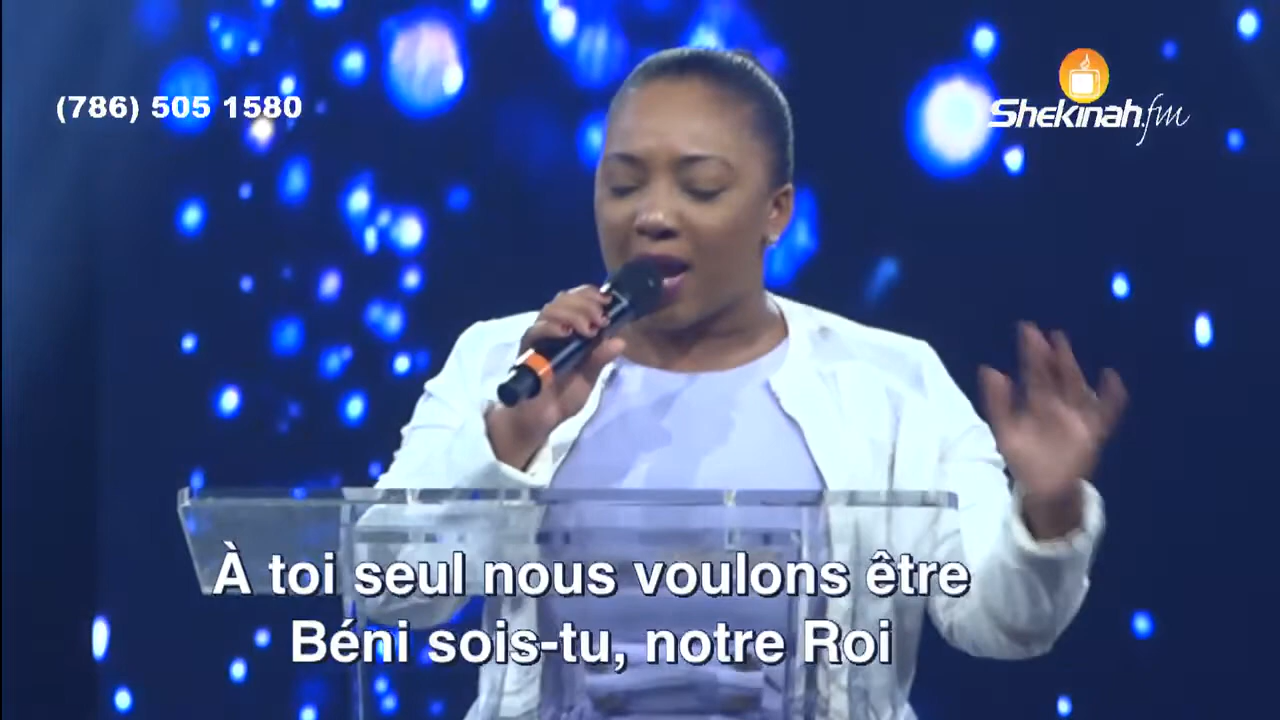 (786) 505 1580
Shekinah.fm
À toi seul nous voulons être
Béni sois-tu, notre Roi